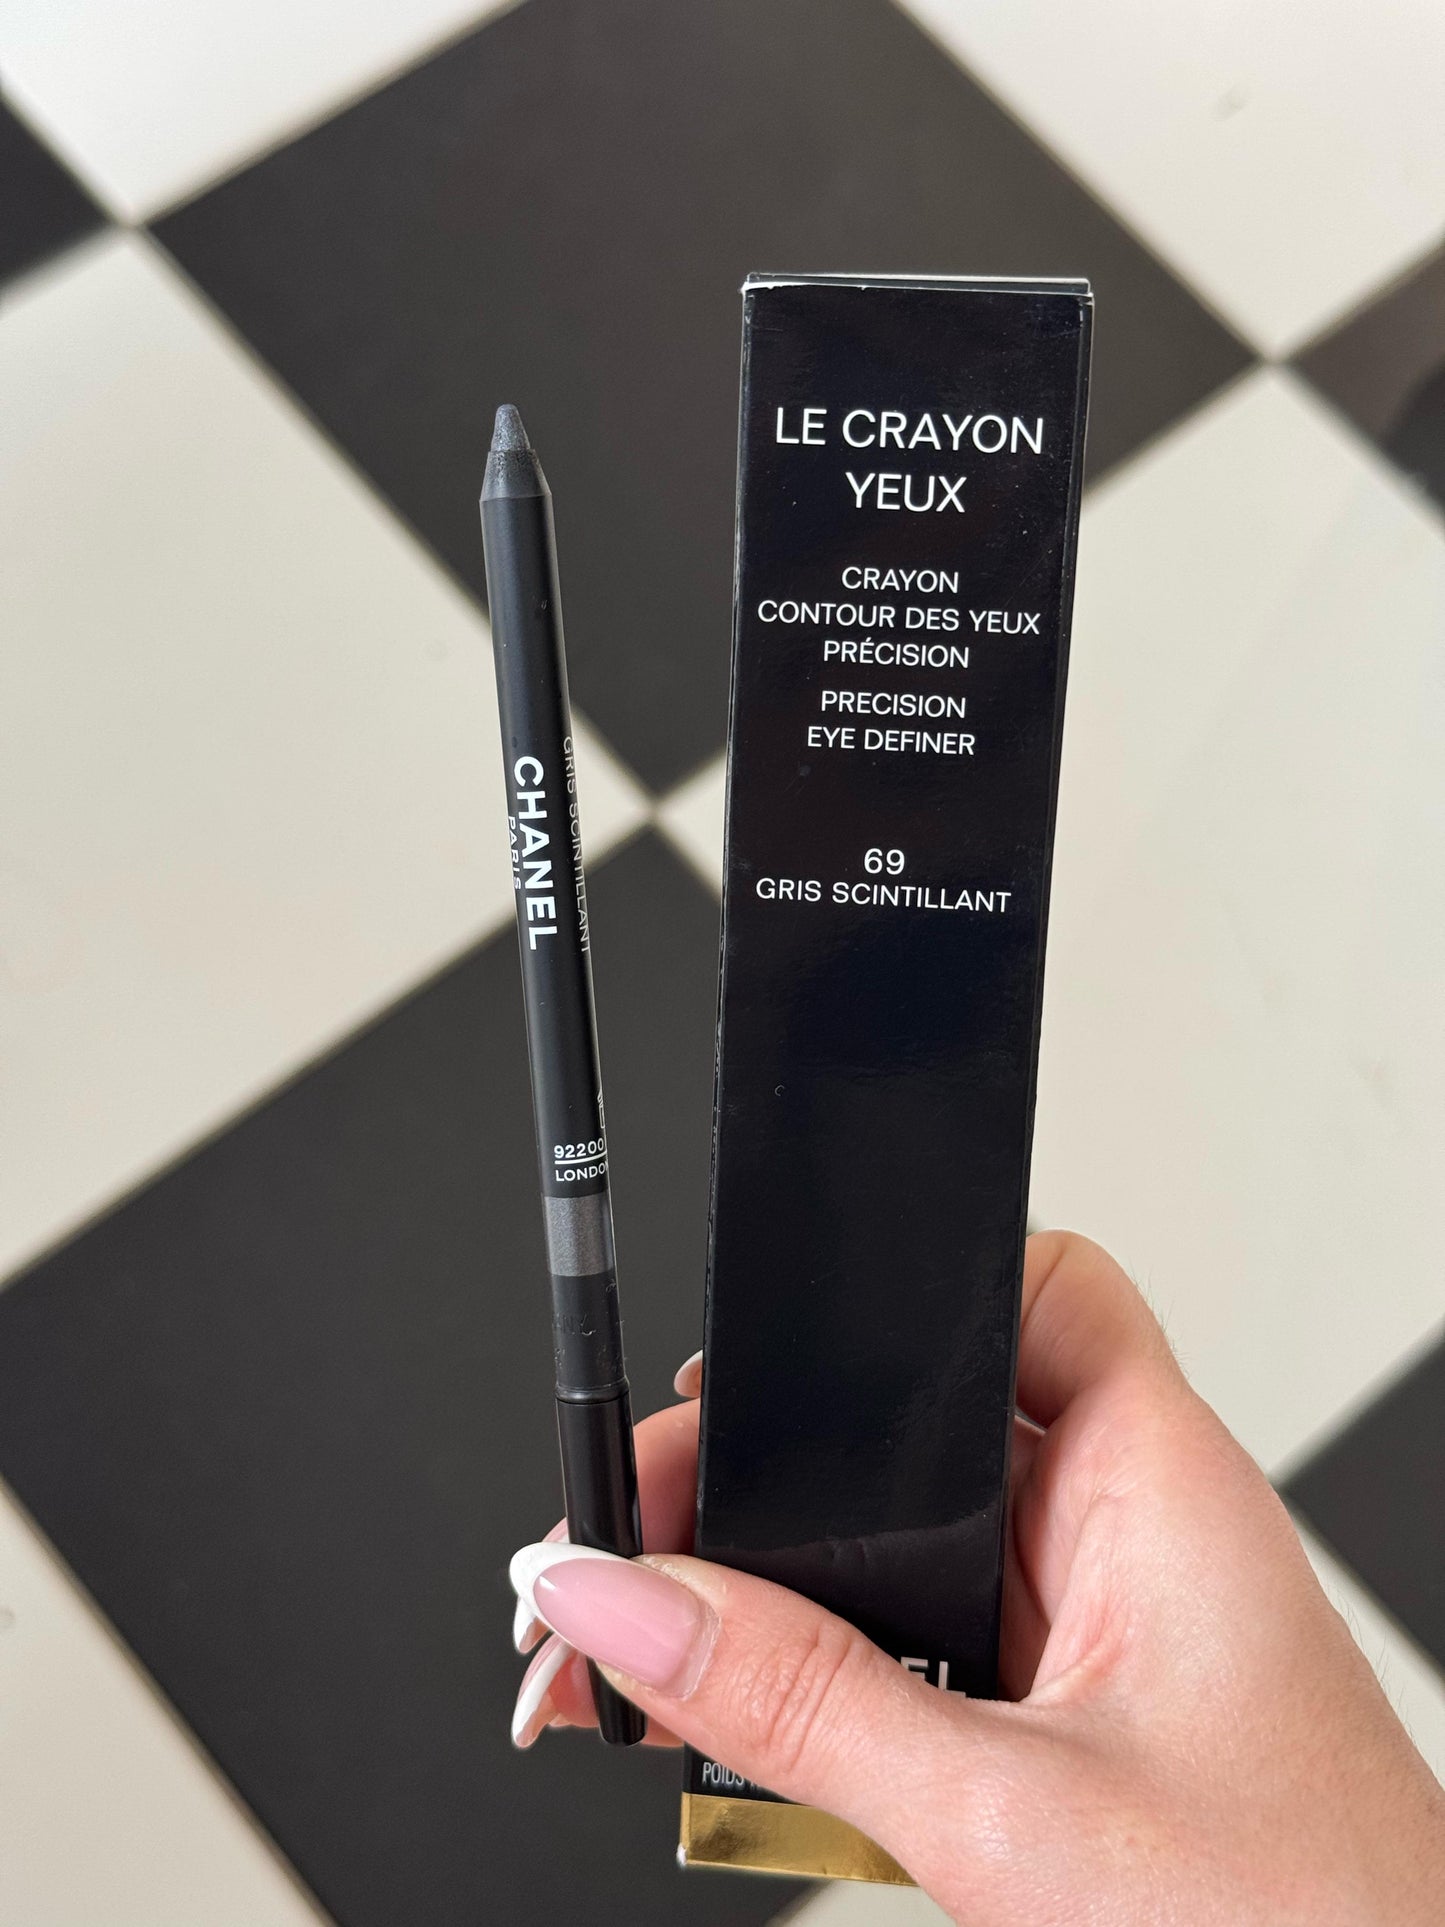 CHANEL
PARIS
GRIS SCINTILLANT
92200
LONDON
LE CRAYON
YEUX
CRAYON
CONTOUR DES YEUX
PRÉCISION
PRECISION
EYE DEFINER
69
GRIS SCINTILLANT
POIDS